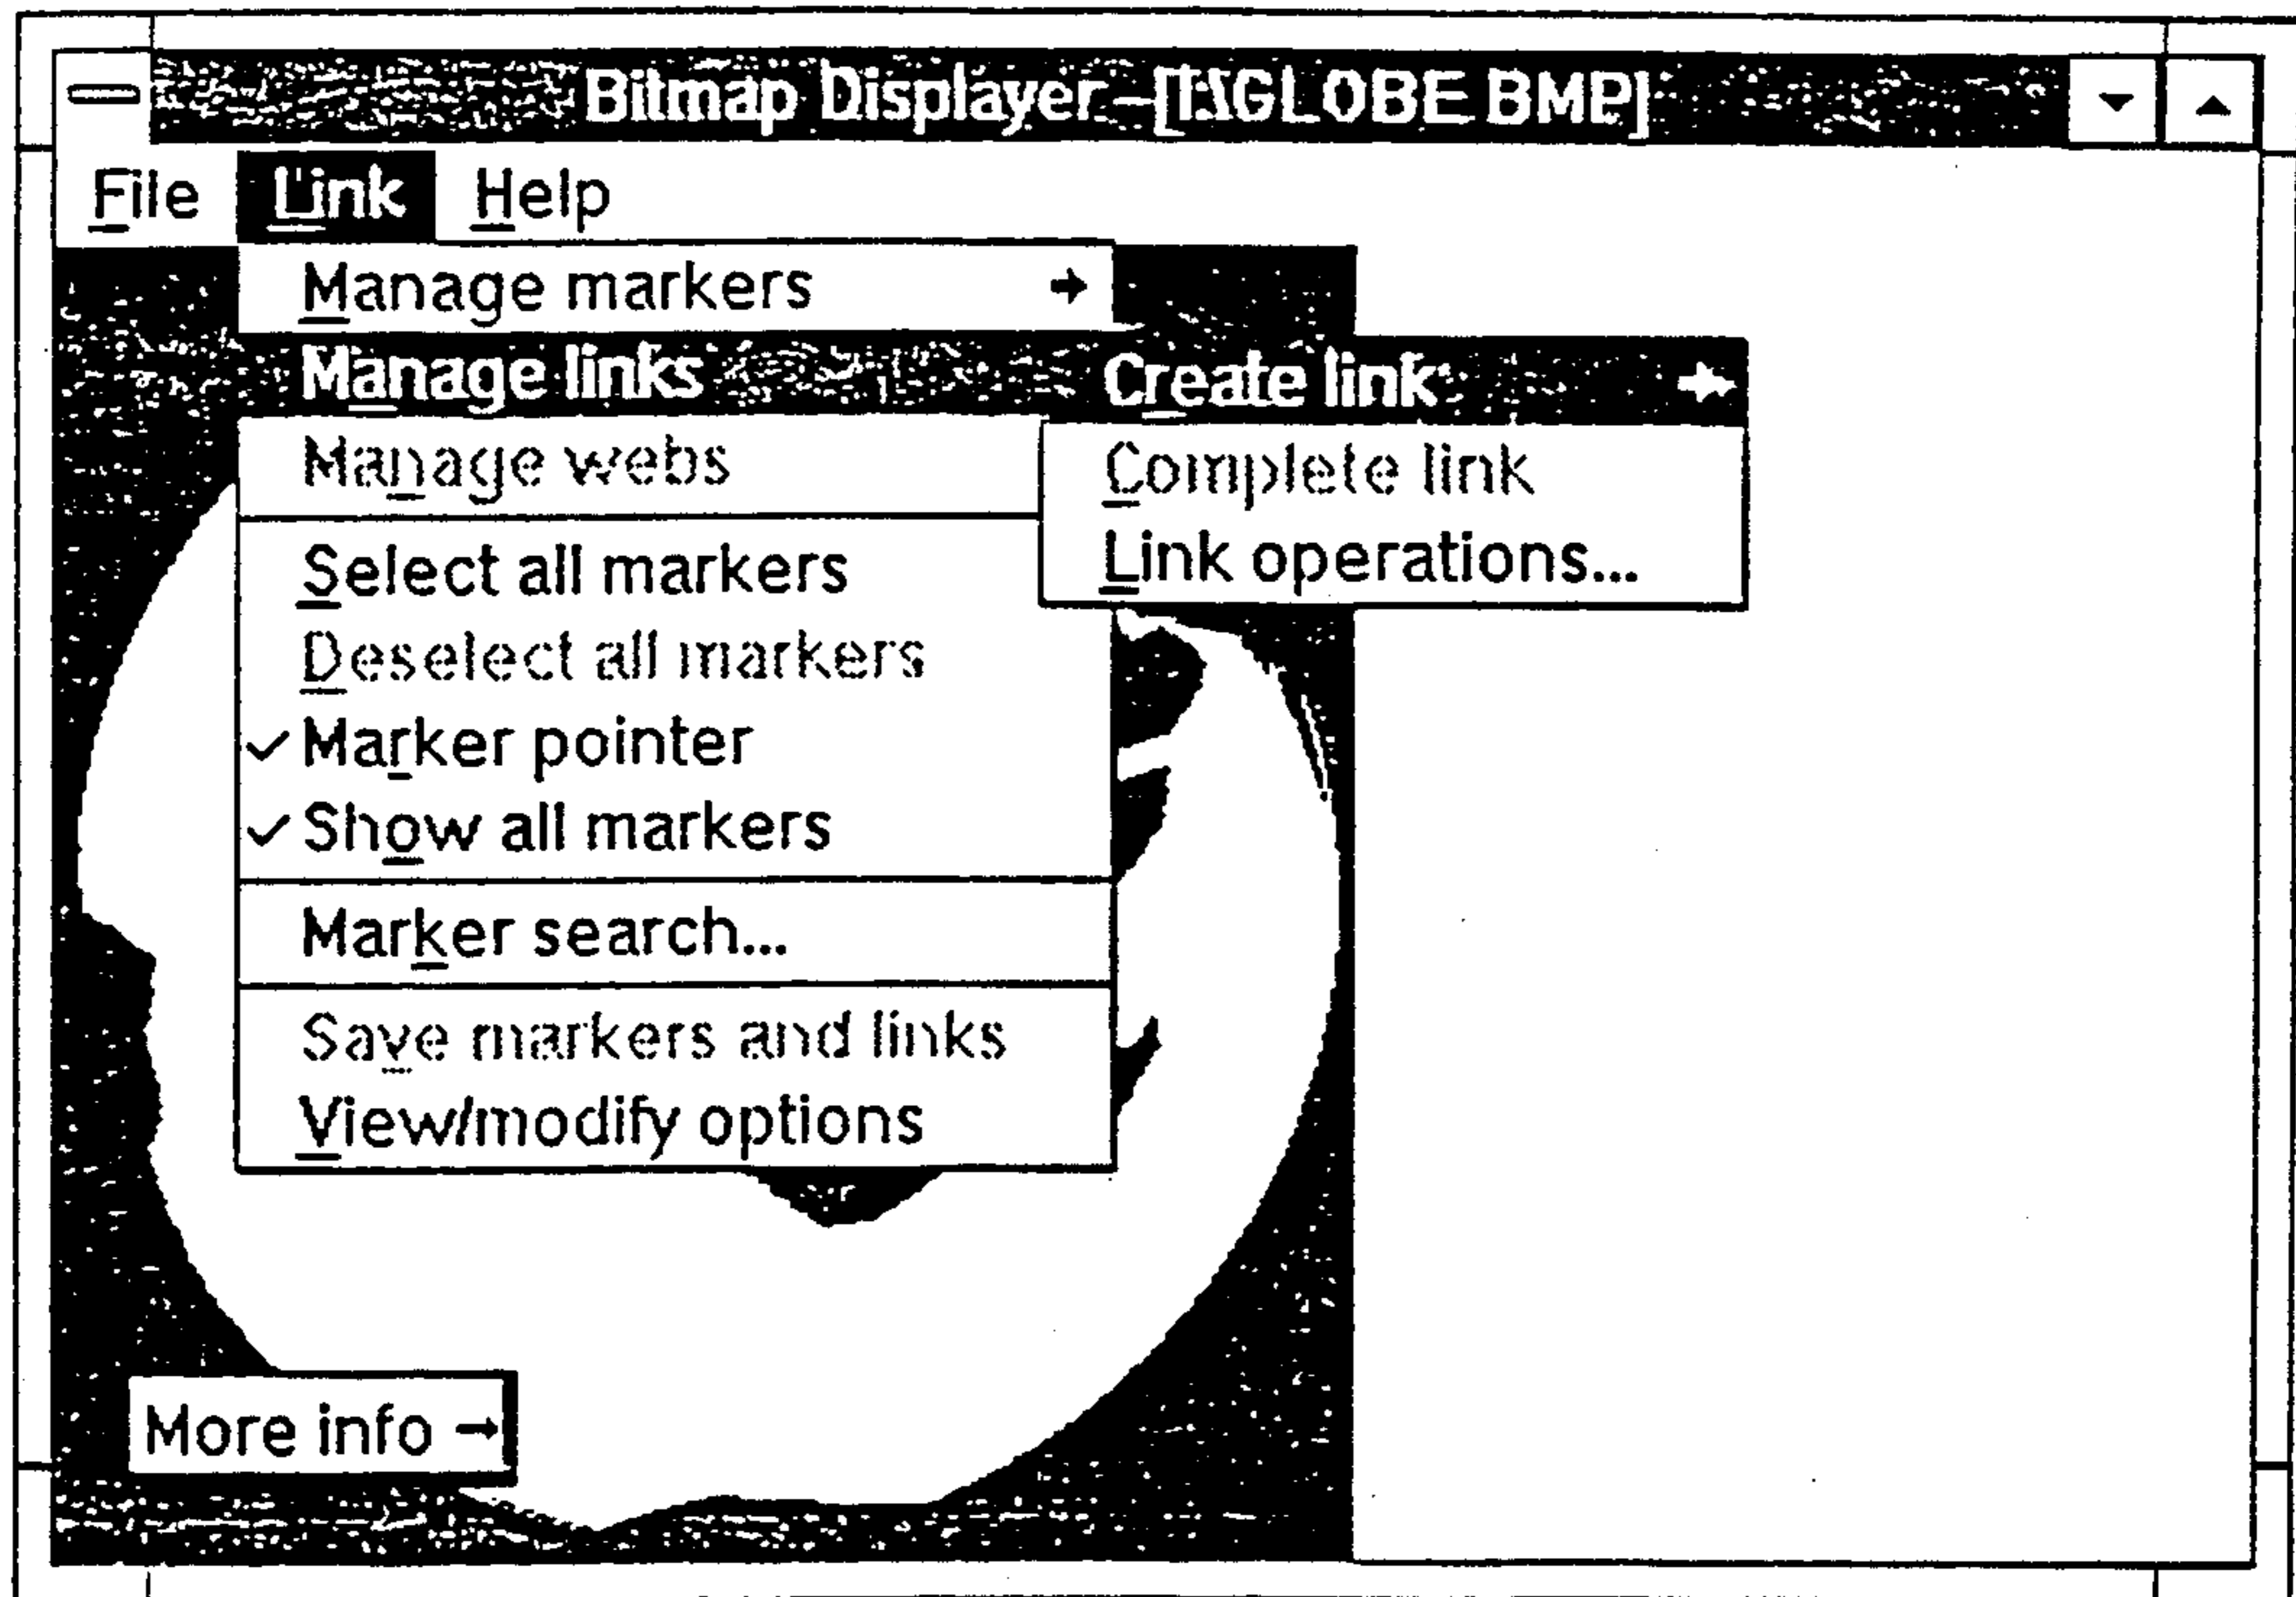 Bitmap Displayer -[I:\GLOBE BMP]
File Link Help
Manage markers →
Manage links
Create link →
Manage webs
Complete link
Link operations...
Select all markers
Deselect all markers
✓ Marker pointer
✓ Show all markers
Marker search...
Save markers and links
View/modify options
More info →